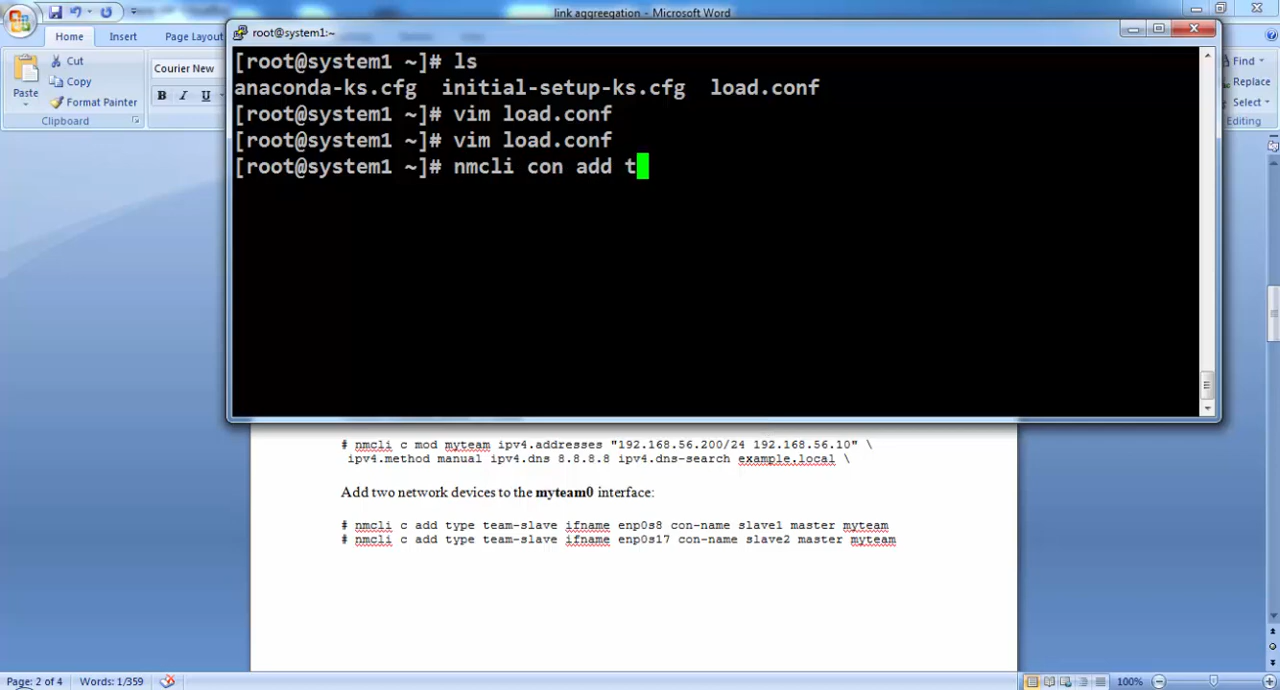 link aggreegation - Microsoft Word
Home Insert Page Layout
root@system1:~
Cut
Copy
Paste
Format Painter
Clipboard
Courier New
B I U
Find
Replace
Select
Editing
[root@system1 ~]# ls
anaconda-ks.cfg initial-setup-ks.cfg load.conf
[root@system1 ~]# vim load.conf
[root@system1 ~]# vim load.conf
[root@system1 ~]# nmcli con add t
# nmcli c mod myteam ipv4.addresses "192.168.56.200/24 192.168.56.10" \
ipv4.method manual ipv4.dns 8.8.8.8 ipv4.dns-search example.local \
Add two network devices to the myteam0 interface:
# nmcli c add type team-slave ifname enp0s8 con-name slave1 master myteam
# nmcli c add type team-slave ifname enp0s17 con-name slave2 master myteam
Page: 2 of 4 Words: 1/359 100%